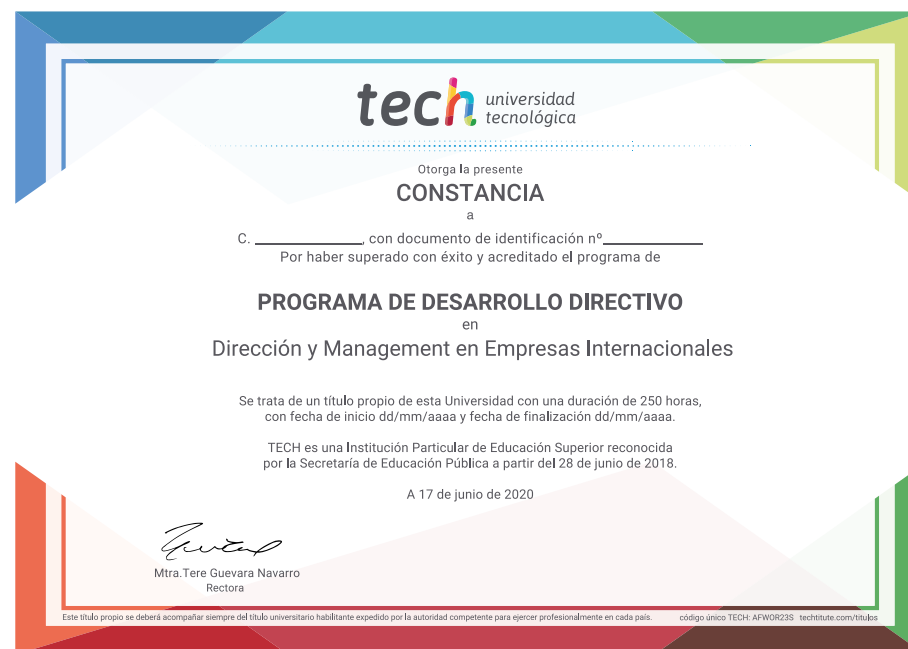 tech universidad
tecnológica
Otorga la presente
CONSTANCIA
a
C. ____________, con documento de identificación nº____________
Por haber superado con éxito y acreditado el programa de
PROGRAMA DE DESARROLLO DIRECTIVO
en
Dirección y Management en Empresas Internacionales
Se trata de un título propio de esta Universidad con una duración de 250 horas,
con fecha de inicio dd/mm/aaaa y fecha de finalización dd/mm/aaaa.
TECH es una Institución Particular de Educación Superior reconocida
por la Secretaría de Educación Pública a partir del 28 de junio de 2018.
A 17 de junio de 2020
Mtra.Tere Guevara Navarro
Rectora
Este título propio se deberá acompañar siempre del título universitario habilitante expedido por la autoridad competente para ejercer profesionalmente en cada país. código único TECH: AFWOR23S techtitute.com/titulos